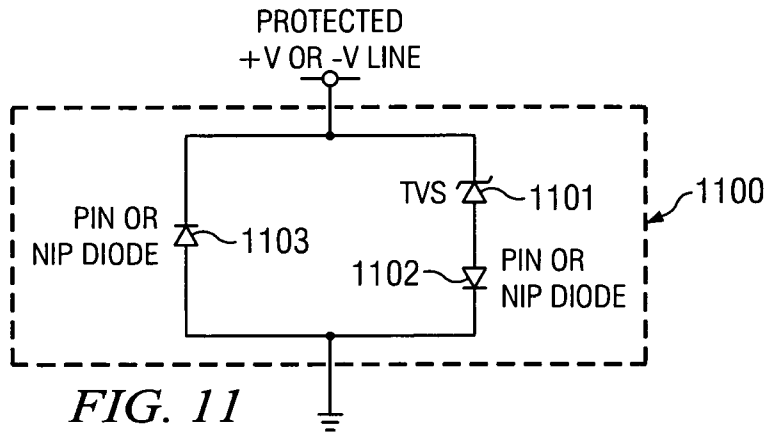 PROTECTED
+V OR -V LINE
TVS
1101
1100
PIN OR
NIP DIODE
1103
1102
PIN OR
NIP DIODE
FIG. 11